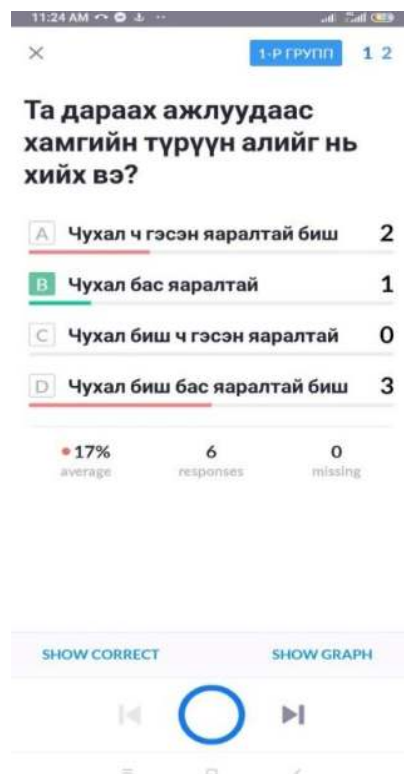 11:24 AM
1-Р ГРУПП 1 2
Та дараах ажлуудаас
хамгийн түрүүн алийг нь
хийх вэ?
A Чухал ч гэсэн яаралтай биш 2
B Чухал бас яаралтай 1
C Чухал биш ч гэсэн яаралтай 0
D Чухал биш бас яаралтай биш 3
17% 6 0
average responses missing
SHOW CORRECT SHOW GRAPH